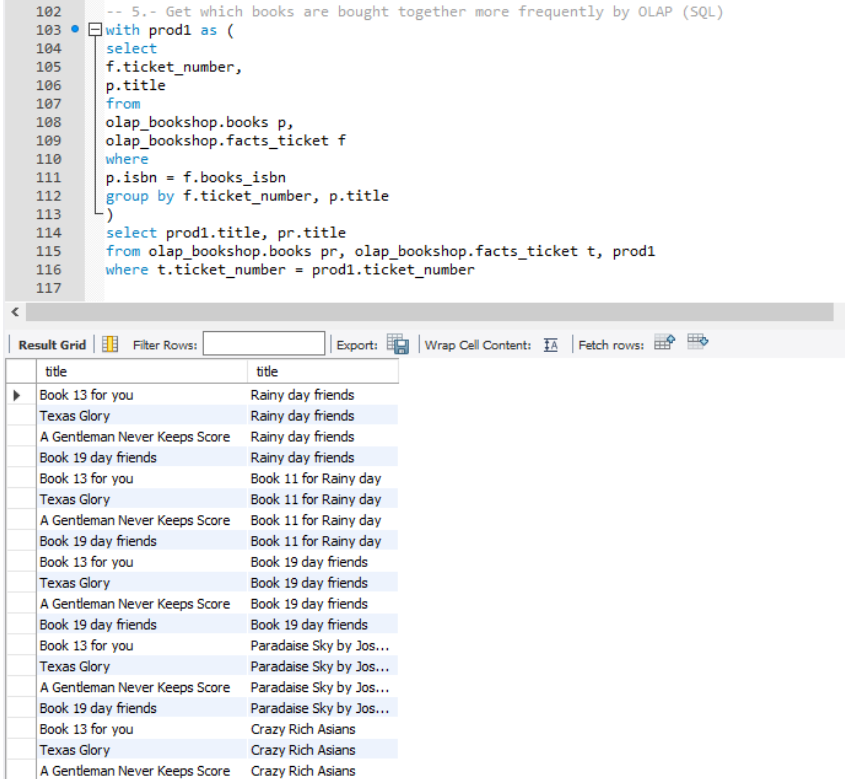 102 -- 5.- Get which books are bought together more frequently by OLAP (SQL)
103 with prod1 as (
104 select
105 f.ticket_number,
106 p.title
107 from
108 olap_bookshop.books p,
109 olap_bookshop.facts_ticket f
110 where
111 p.isbn = f.books_isbn
112 group by f.ticket_number, p.title
113 )
114 select prod1.title, pr.title
115 from olap_bookshop.books pr, olap_bookshop.facts_ticket t, prod1
116 where t.ticket_number = prod1.ticket_number
117
Result Grid Filter Rows: Export: Wrap Cell Content: IA Fetch rows:
title title
Book 13 for you Rainy day friends
Texas Glory Rainy day friends
A Gentleman Never Keeps Score Rainy day friends
Book 19 day friends Rainy day friends
Book 13 for you Book 11 for Rainy day
Texas Glory Book 11 for Rainy day
A Gentleman Never Keeps Score Book 11 for Rainy day
Book 19 day friends Book 11 for Rainy day
Book 13 for you Book 19 day friends
Texas Glory Book 19 day friends
A Gentleman Never Keeps Score Book 19 day friends
Book 19 day friends Book 19 day friends
Book 13 for you Paradaise Sky by Jos...
Texas Glory Paradaise Sky by Jos...
A Gentleman Never Keeps Score Paradaise Sky by Jos...
Book 19 day friends Paradaise Sky by Jos...
Book 13 for you Crazy Rich Asians
Texas Glory Crazy Rich Asians
A Gentleman Never Keeps Score Crazy Rich Asians